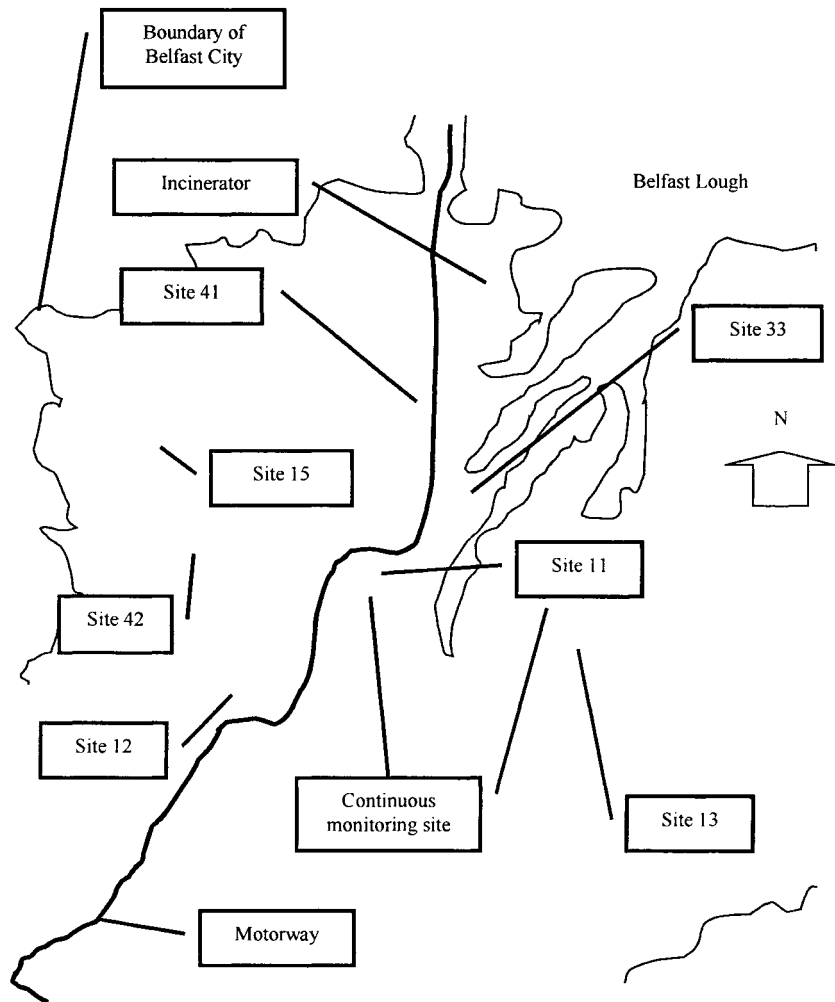 Boundary of
Belfast City
Incinerator
Belfast Lough
Site 41
Site 33
N
Site 15
Site 11
Site 42
Site 12
Continuous
monitoring site
Site 13
Motorway